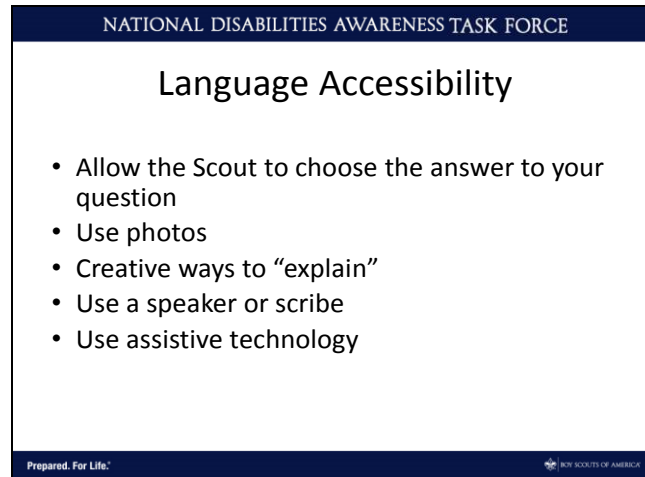 NATIONAL DISABILITIES AWARENESS TASK FORCE
Language Accessibility
• Allow the Scout to choose the answer to your
question
• Use photos
• Creative ways to “explain”
• Use a speaker or scribe
• Use assistive technology
Prepared. For Life.® BOY SCOUTS OF AMERICA®